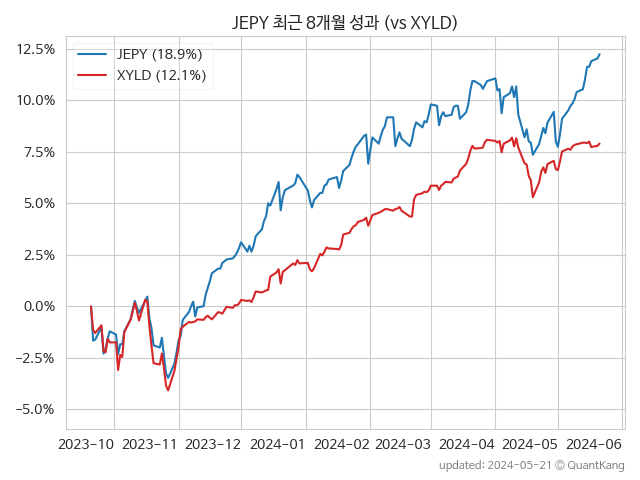 JEPY 최근 8개월 성과 (vs XYLD)
JEPY (18.9%)
XYLD (12.1%)
12.5%
10.0%
7.5%
5.0%
2.5%
0.0%
−2.5%
−5.0%
2023−10 2023−11 2023−12 2024−01 2024−02 2024−03 2024−04 2024−05 2024−06
updated: 2024-05-21 © QuantKang